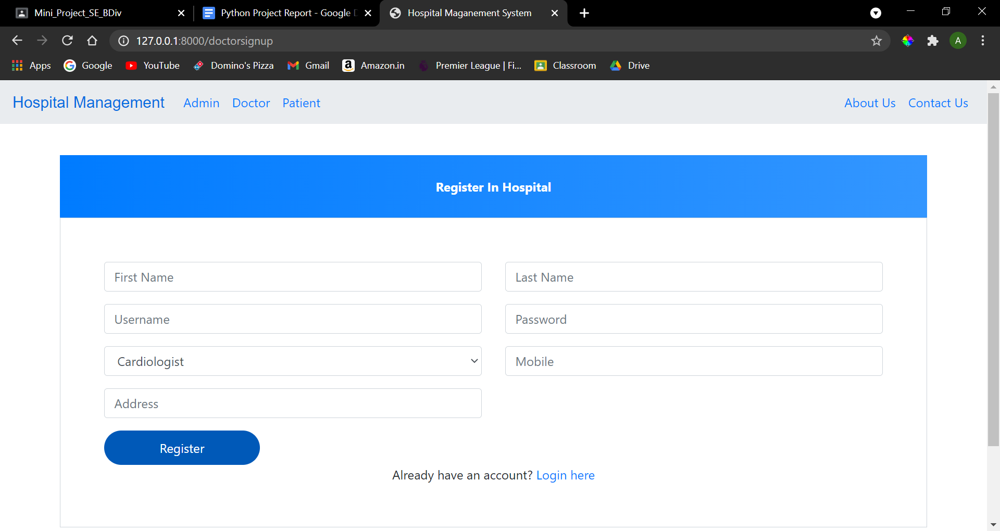 Mini_Project_SE_BDiv
Python Project Report - Google
Hospital Maganement System
127.0.0.1:8000/doctorsignup
A
Apps Google YouTube Domino's Pizza Gmail Amazon.in Premier League | Fi... Classroom Drive
Hospital Management Admin Doctor Patient About Us Contact Us
Register In Hospital
First Name Last Name
Username Password
Cardiologist Mobile
Address
Register
Already have an account? Login here